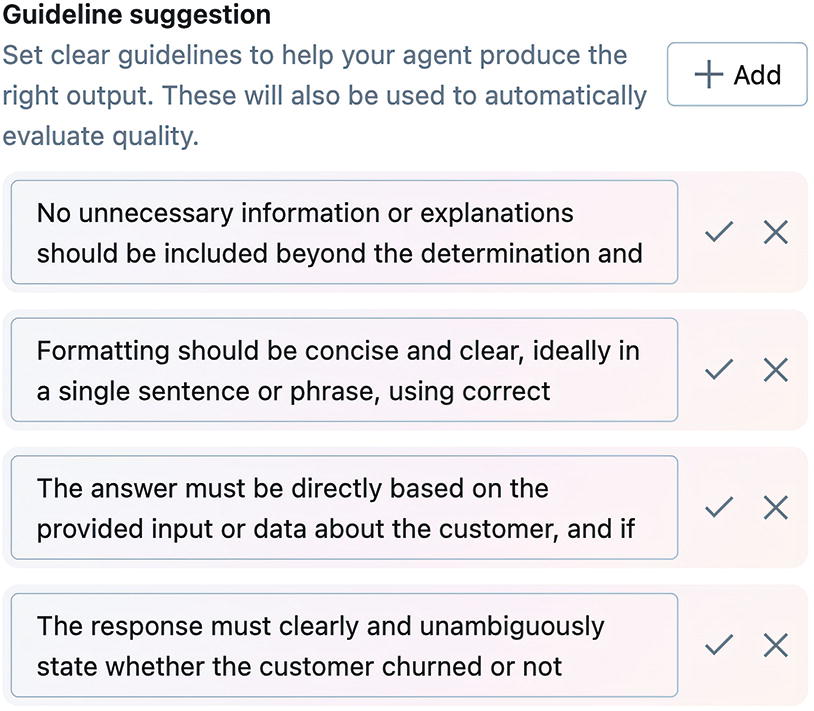 Guideline suggestion
Set clear guidelines to help your agent produce the
right output. These will also be used to automatically
evaluate quality.
Add
No unnecessary information or explanations
should be included beyond the determination and
Formatting should be concise and clear, ideally in
a single sentence or phrase, using correct
The answer must be directly based on the
provided input or data about the customer, and if
The response must clearly and unambiguously
state whether the customer churned or not